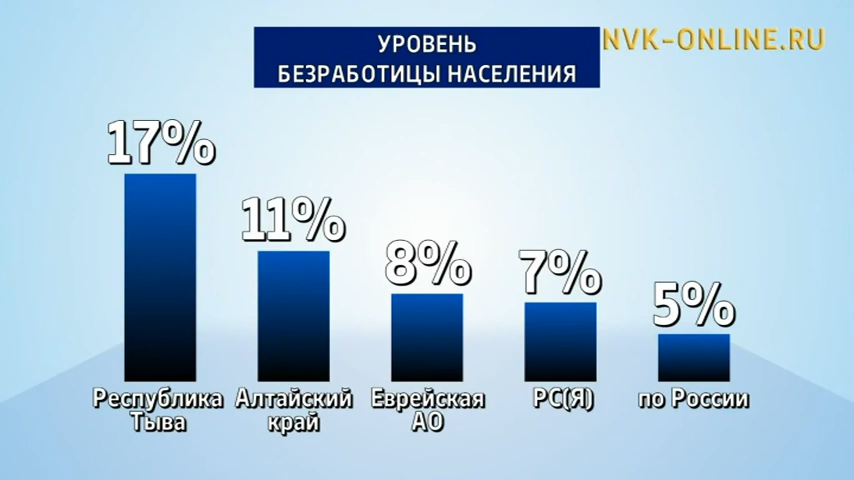 УРОВЕНЬ
БЕЗРАБОТИЦЫ НАСЕЛЕНИЯ
NVK-ONLINE.RU
17%
11%
8%
7%
5%
Республика
Тыва
Алтайский
край
Еврейская
АО
РС(Я)
по России